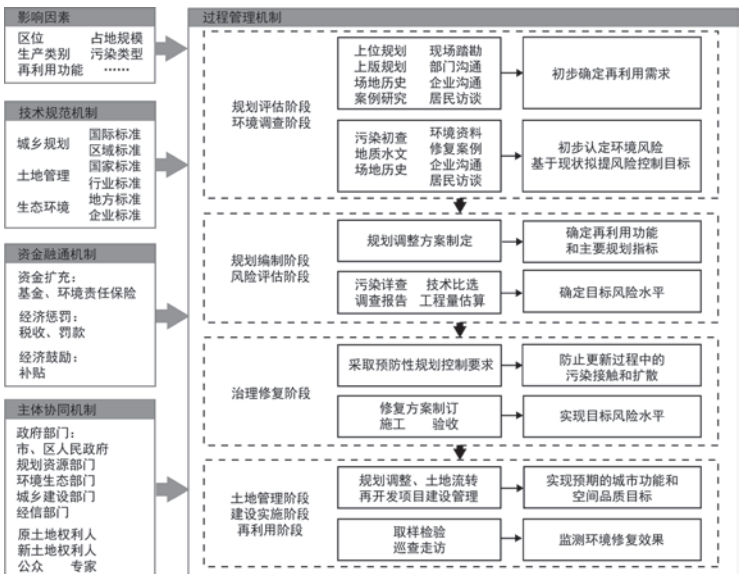 影响因素
区位 占地规模
生产类别 污染类型
再利用功能 ……
技术规范机制
城乡规划
土地管理
生态环境
国际标准
区域标准
国家标准
行业标准
地方标准
企业标准
资金融通机制
资金扩充：
基金、环境责任保险
经济惩罚：
税收、罚款
经济鼓励：
补贴
主体协同机制
政府部门：
市、区人民政府
规划资源部门
环境生态部门
城乡建设部门
经信部门
原土地权利人
新土地权利人
公众 专家
过程管理机制
规划评估阶段
环境调查阶段
上位规划 现场踏勘
上版规划 部门沟通
场地历史 企业沟通
案例研究 居民访谈
初步确定再利用需求
污染初查
地质水文
场地历史
环境资料
修复案例
企业沟通
居民访谈
初步认定环境风险
基于现状拟提风险控制目标
规划编制阶段
风险评估阶段
规划调整方案制定
确定再利用功能
和主要规划指标
污染详查 技术比选
调查报告 工程量估算
确定目标风险水平
治理修复阶段
采取预防性规划控制要求
防止更新过程中的
污染接触和扩散
修复方案制订
施工 验收
实现目标风险水平
土地管理阶段
建设实施阶段
再利用阶段
规划调整、土地流转
再开发项目建设管理
实现预期的城市功能和
空间品质目标
取样检验
巡查走访
监测环境修复效果